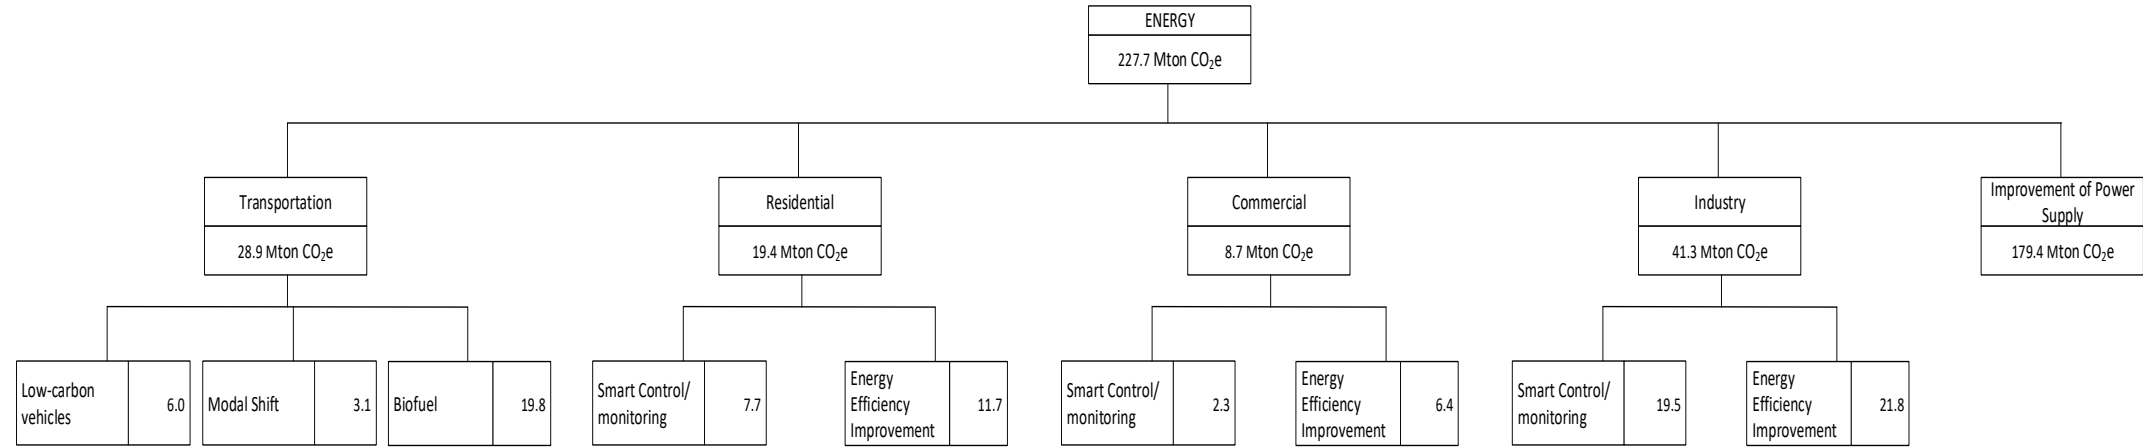 ENERGY
227.7 Mton CO₂e
Transportation
28.9 Mton CO₂e
Residential
19.4 Mton CO₂e
Commercial
8.7 Mton CO₂e
Industry
41.3 Mton CO₂e
Improvement of Power
Supply
179.4 Mton CO₂e
Low-carbon
vehicles
6.0
Modal Shift
3.1
Biofuel
19.8
Smart Control/
monitoring
7.7
Energy
Efficiency
Improvement
11.7
Smart Control/
monitoring
2.3
Energy
Efficiency
Improvement
6.4
Smart Control/
monitoring
19.5
Energy
Efficiency
Improvement
21.8